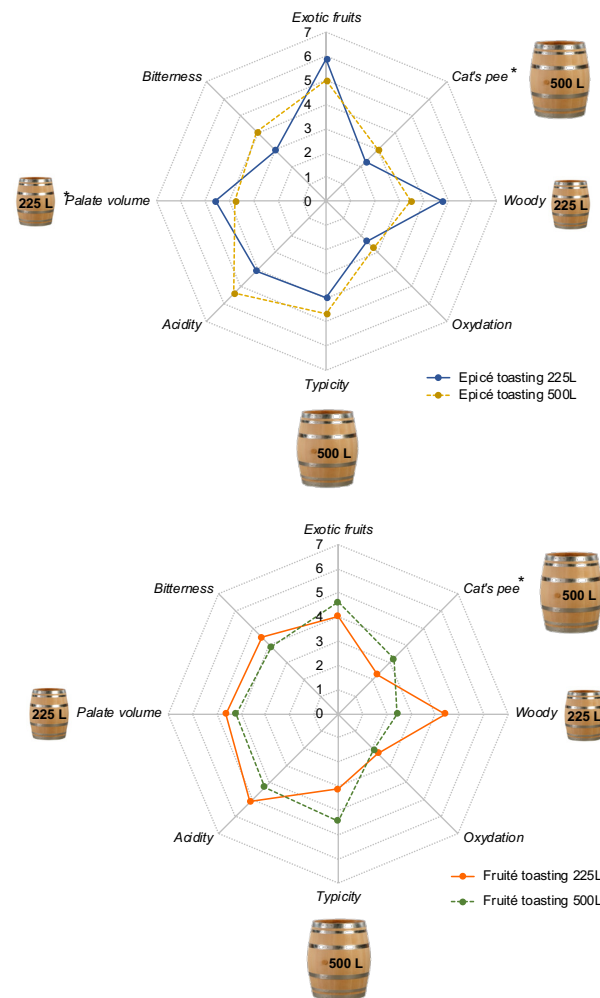 Exotic fruits
7
6
5
4
3
2
1
0
Bitterness
Cat's pee*
500 L
225 L
*Palate volume
Woody
225 L
Acidity
Oxydation
Typicity
Epicé toasting 225L
Epicé toasting 500L
500 L
Exotic fruits
7
6
5
4
3
2
1
0
Bitterness
Cat's pee*
500 L
225 L
Palate volume
Woody
225 L
Acidity
Oxydation
Typicity
Fruité toasting 225L
Fruité toasting 500L
500 L